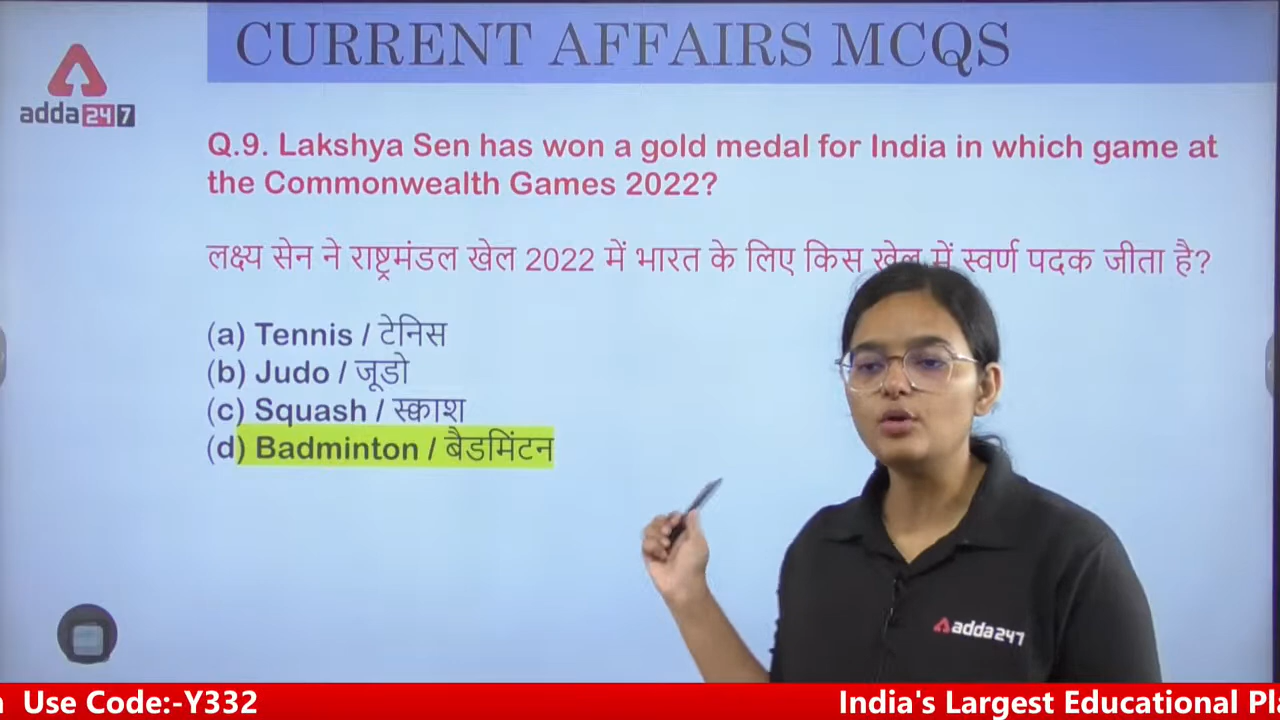 CURRENT AFFAIRS MCQS
adda247
Q.9. Lakshya Sen has won a gold medal for India in which game at
the Commonwealth Games 2022?
लक्ष्य सेन ने राष्ट्रमंडल खेल 2022 में भारत के लिए किस खेल में स्वर्ण पदक जीता है?
(a) Tennis / टेनिस
(b) Judo / जूडो
(c) Squash / स्काश
(d) Badminton / बैडमिंटन
adda247
Use Code:-Y332
India's Largest Educational